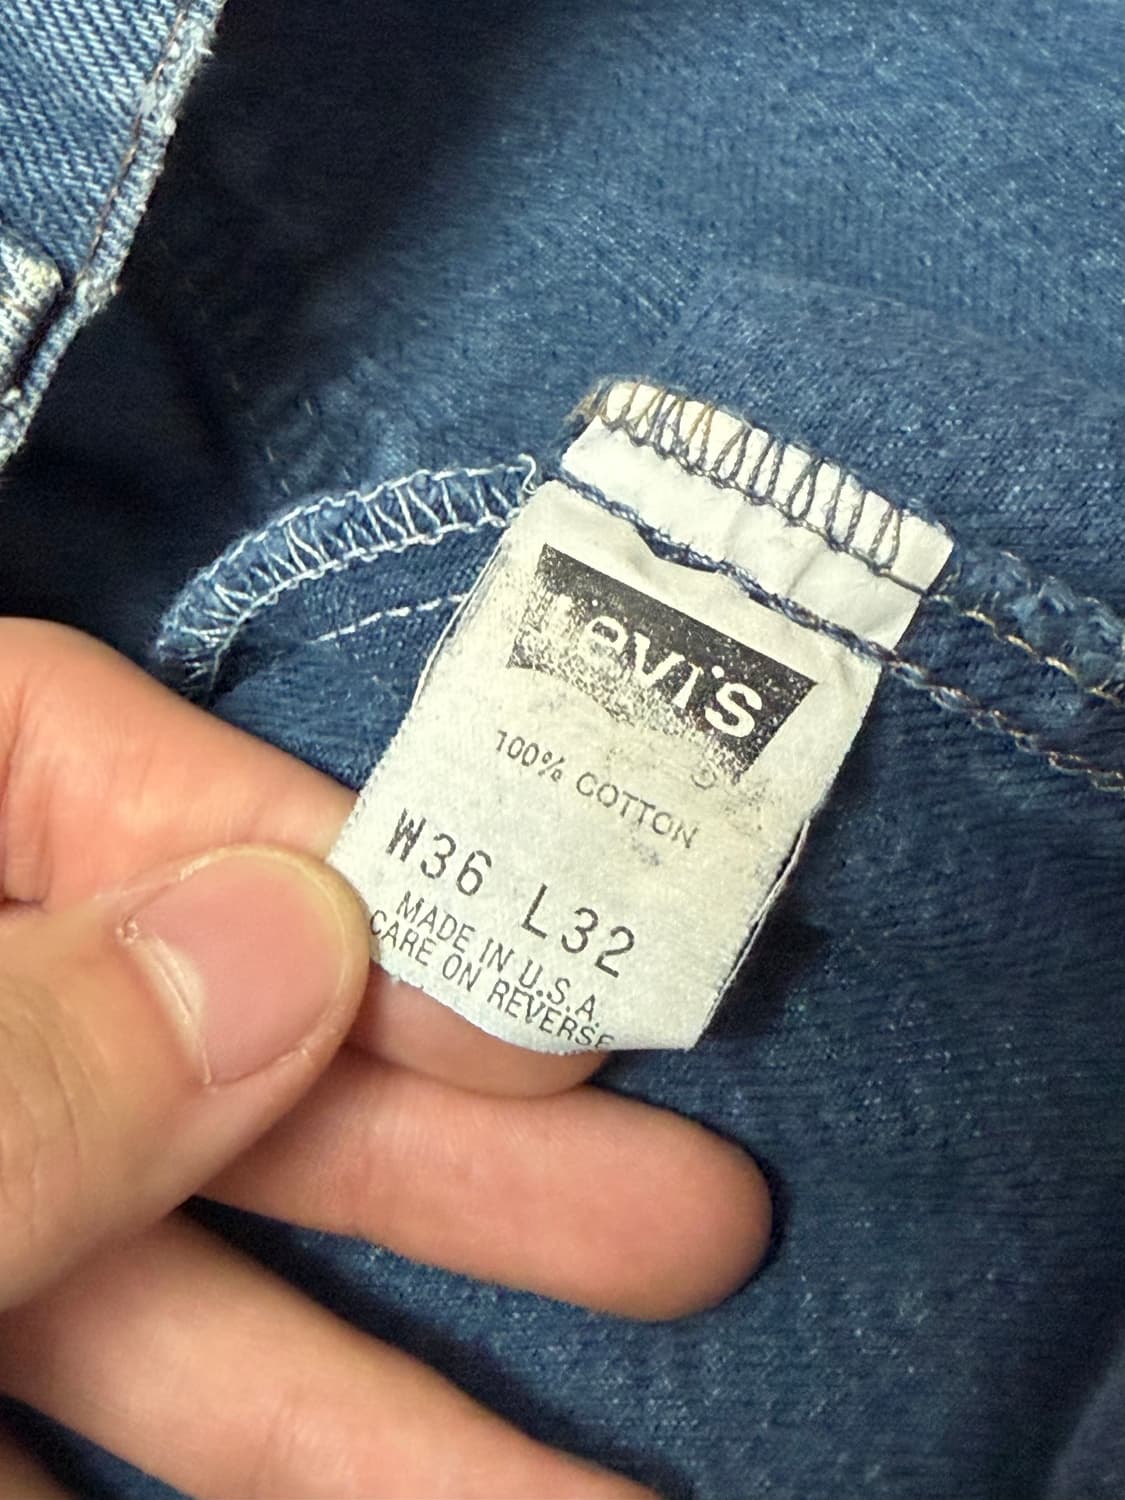 Levi's
®
100% COTTON
W36 L32
MADE IN U.S.A.
CARE ON REVERSE